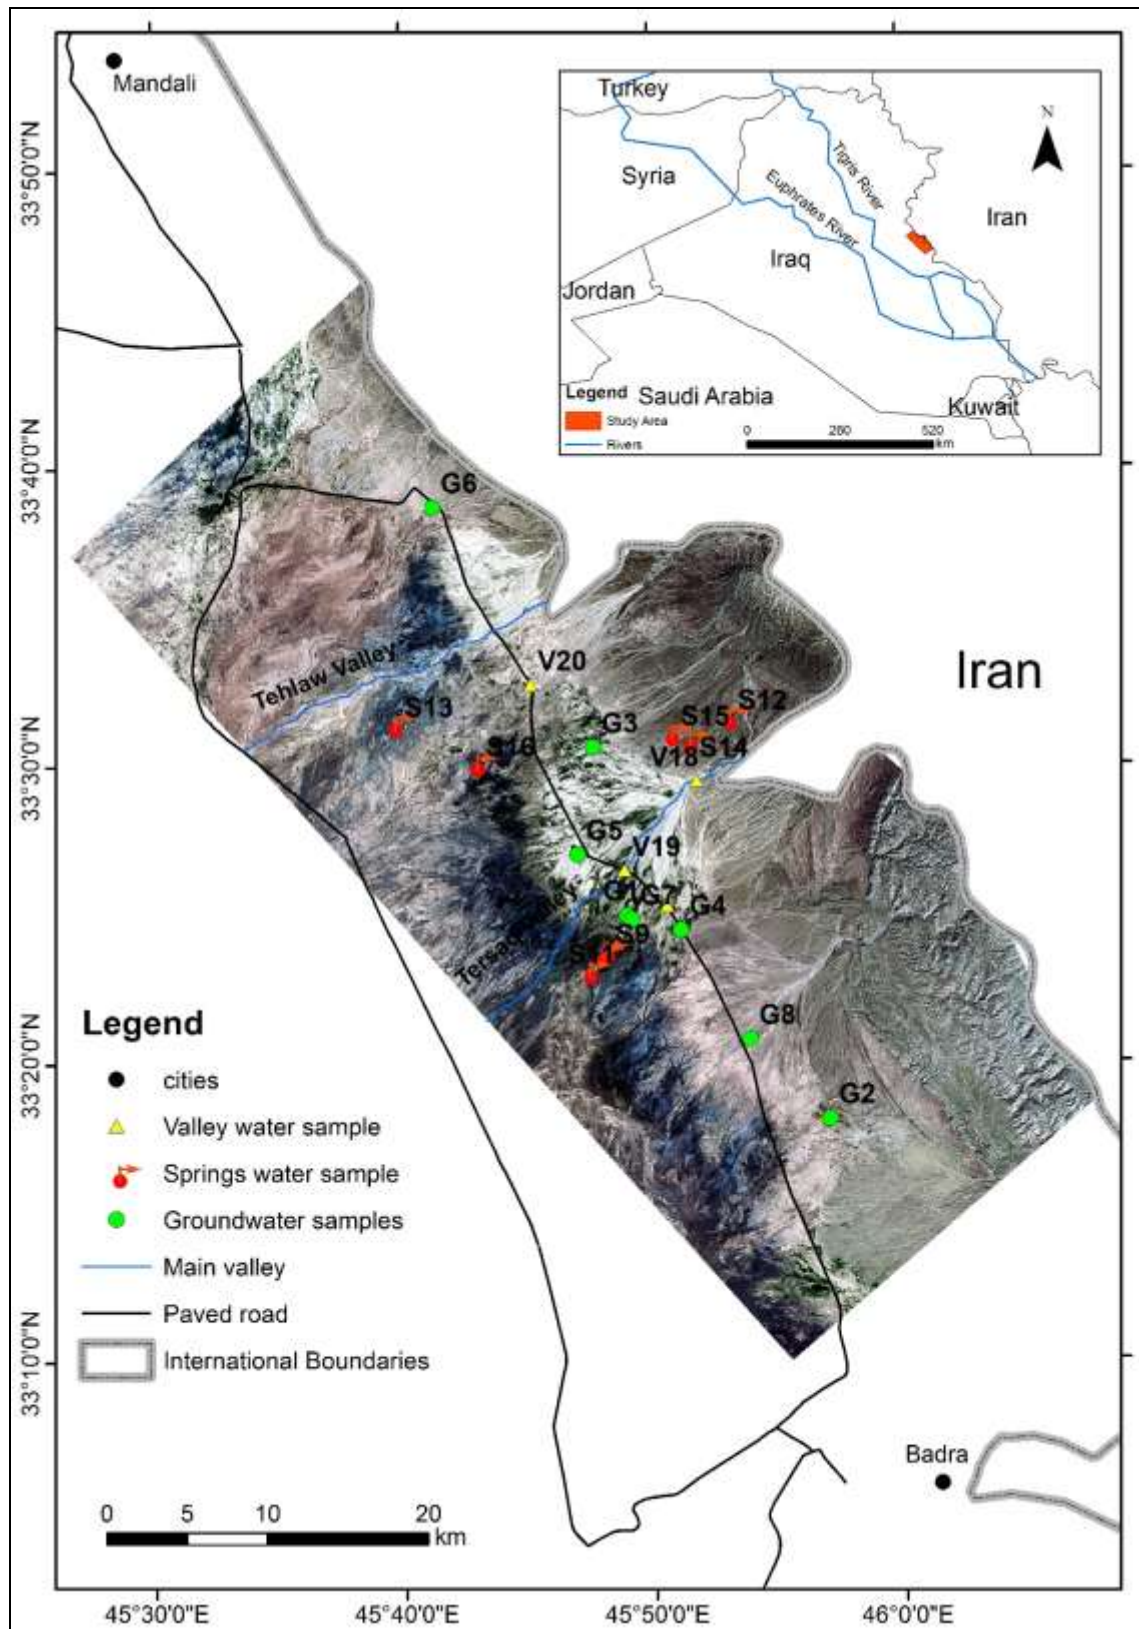 Mandali
Turkey
N
Syria
Tigris River
Euphrates River
Iran
Iraq
Jordan
Legend
Saudi Arabia
Kuwait
Study Area
Rivers
0 260 520
km
33°50'0"N
33°40'0"N
33°30'0"N
33°20'0"N
33°10'0"N
G6
Tehlaw Valley
V20
Iran
S13
S12
S15
G3
S16
V18
S14
G5
V19
G7
G4
S9
G8
G2
Legend
cities
Valley water sample
Springs water sample
Groundwater samples
Main valley
Paved road
International Boundaries
Badra
0 5 10 20
km
45°30'0"E
45°40'0"E
45°50'0"E
46°0'0"E